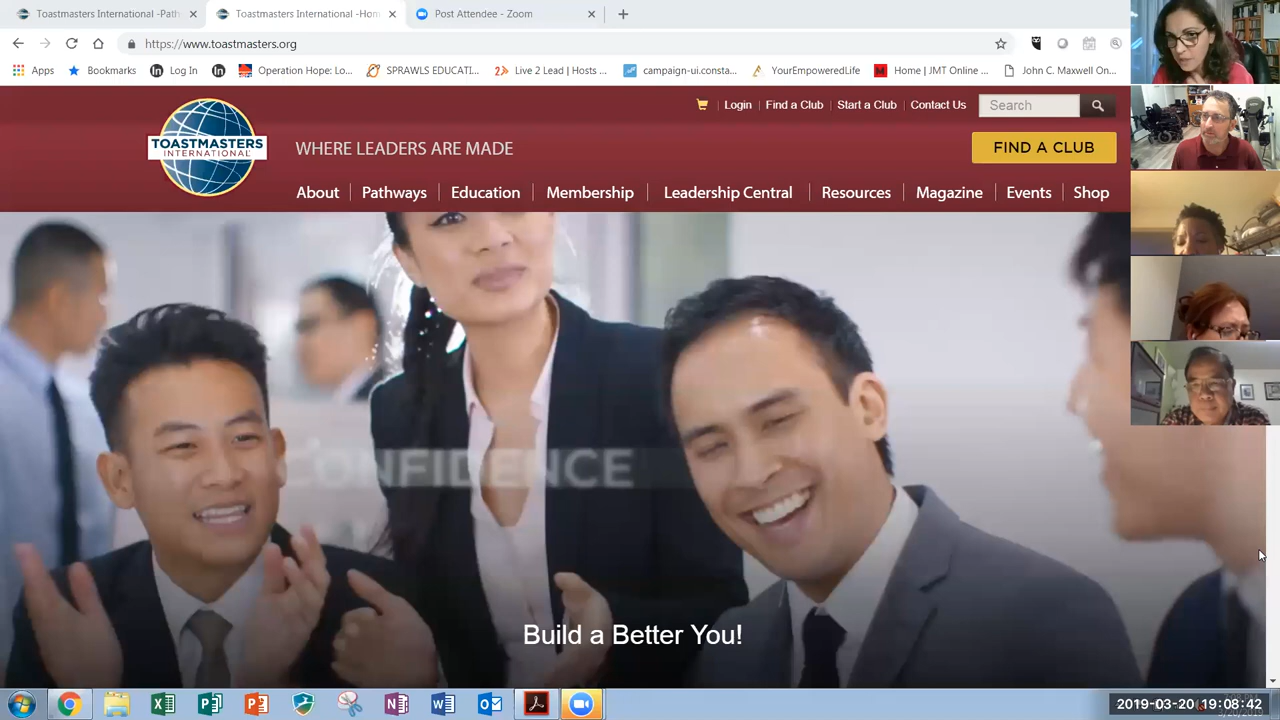 Toastmasters International -Path
Toastmasters International -Hom
Post Attendee - Zoom
https://www.toastmasters.org
Apps
Bookmarks
Log In
Operation Hope: Lo...
SPRAWLS EDUCATI...
Live 2 Lead | Hosts ...
campaign-ui.consta...
YourEmpoweredLife
Home | JMT Online ...
John C. Maxwell On...
Login
Find a Club
Start a Club
Contact Us
Search
TOASTMASTERS
INTERNATIONAL
WHERE LEADERS ARE MADE
FIND A CLUB
About
Pathways
Education
Membership
Leadership Central
Resources
Magazine
Events
Shop
CONFIDENCE
Build a Better You!
2019-03-20 19:08:42